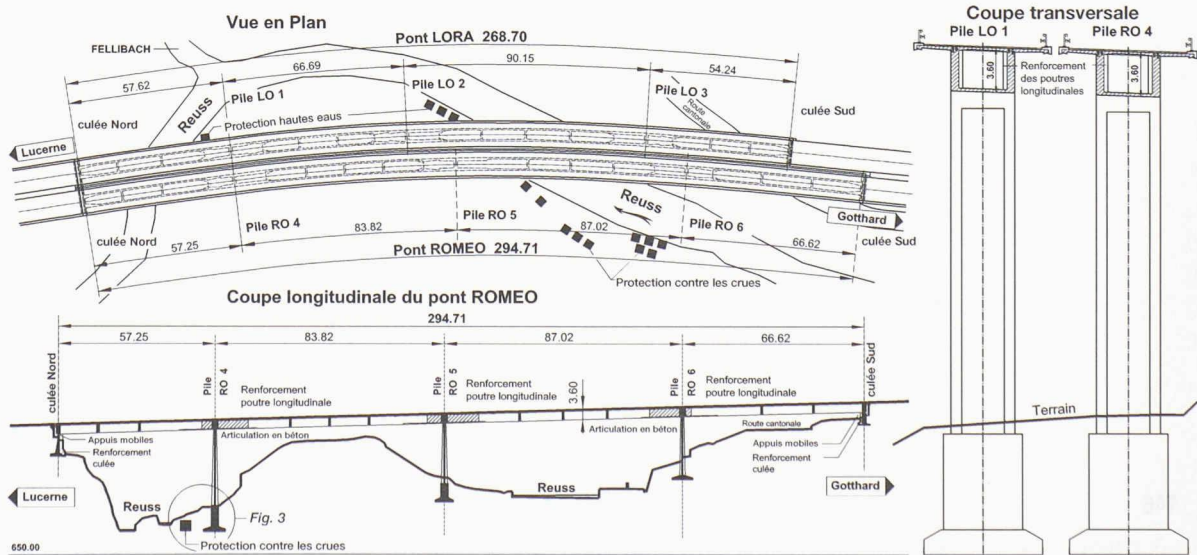 Vue en Plan
Pont LORA 268.70
FELLIBACH
57.62
66.69
90.15
54.24
culée Nord
Reuss
Pile LO 1
Pile LO 2
Pile LO 3
Route
cantonale
culée Sud
Protection hautes eaus
Lucerne
culée Nord
Pile RO 4
Pile RO 5
Reuss
Pile RO 6
Gotthard
culée Sud
57.25
83.82
87.02
66.62
Pont ROMEO 294.71
Protection contre les crues
Coupe longitudinale du pont ROMEO
294.71
57.25
83.82
87.02
66.62
culée Nord
Pile
RO 4
Renforcement
poutre longitudinale
Pile
RO 5
Renforcement
poutre longitudinale
3.60
Pile
RO 6
Renforcement
poutre longitudinale
culée Sud
Appuis mobiles
Renforcement
culée
Articulation en béton
Articulation en béton
Route cantonale
Appuis mobiles
Renforcement
culée
Lucerne
Reuss
Fig. 3
Reuss
Gotthard
Protection contre les crues
650.00
Coupe transversale
Pile LO 1
Pile RO 4
3.60
Renforcement
des poutres
longitudinales
3.60
Terrain